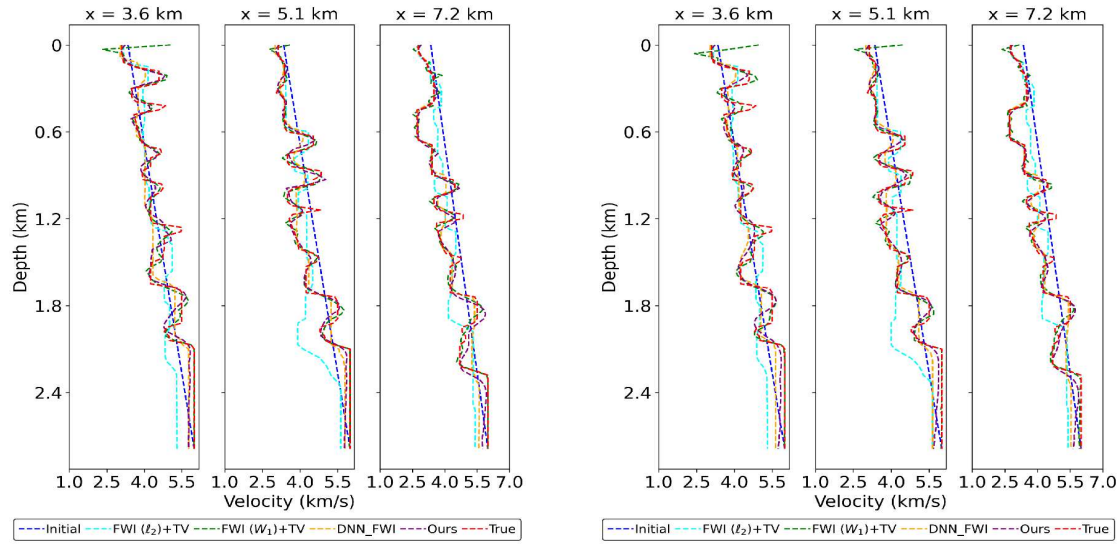 x = 3.6 km x = 5.1 km x = 7.2 km
0
0.6
1.2
1.8
2.4
Depth (km)
1.0 2.5 4.0 5.5 1.0 2.5 4.0 5.5 1.0 2.5 4.0 5.5 7.0
Velocity (km/s)
Initial FWI (ℓ₂)+TV FWI (W₁)+TV DNN_FWI Ours True
x = 3.6 km x = 5.1 km x = 7.2 km
0
0.6
1.2
1.8
2.4
Depth (km)
1.0 2.5 4.0 5.5 1.0 2.5 4.0 5.5 1.0 2.5 4.0 5.5 7.0
Velocity (km/s)
Initial FWI (ℓ₂)+TV FWI (W₁)+TV DNN_FWI Ours True